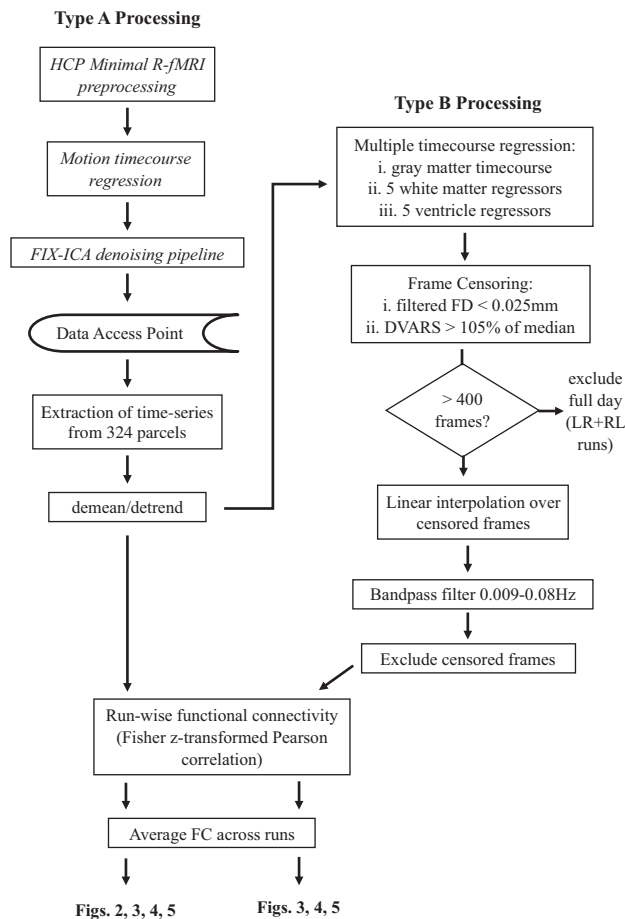 Type A Processing
HCP Minimal R-fMRI
preprocessing
Motion timecourse
regression
FIX-ICA denoising pipeline
Data Access Point
Extraction of time-series
from 324 parcels
demean/detrend
Type B Processing
Multiple timecourse regression:
i. gray matter timecourse
ii. 5 white matter regressors
iii. 5 ventricle regressors
Frame Censoring:
i. filtered FD < 0.025mm
ii. DVARS > 105% of median
> 400
frames?
exclude
full day
(LR+RL
runs)
Linear interpolation over
censored frames
Bandpass filter 0.009-0.08Hz
Exclude censored frames
Run-wise functional connectivity
(Fisher z-transformed Pearson
correlation)
Average FC across runs
Figs. 2, 3, 4, 5
Figs. 3, 4, 5